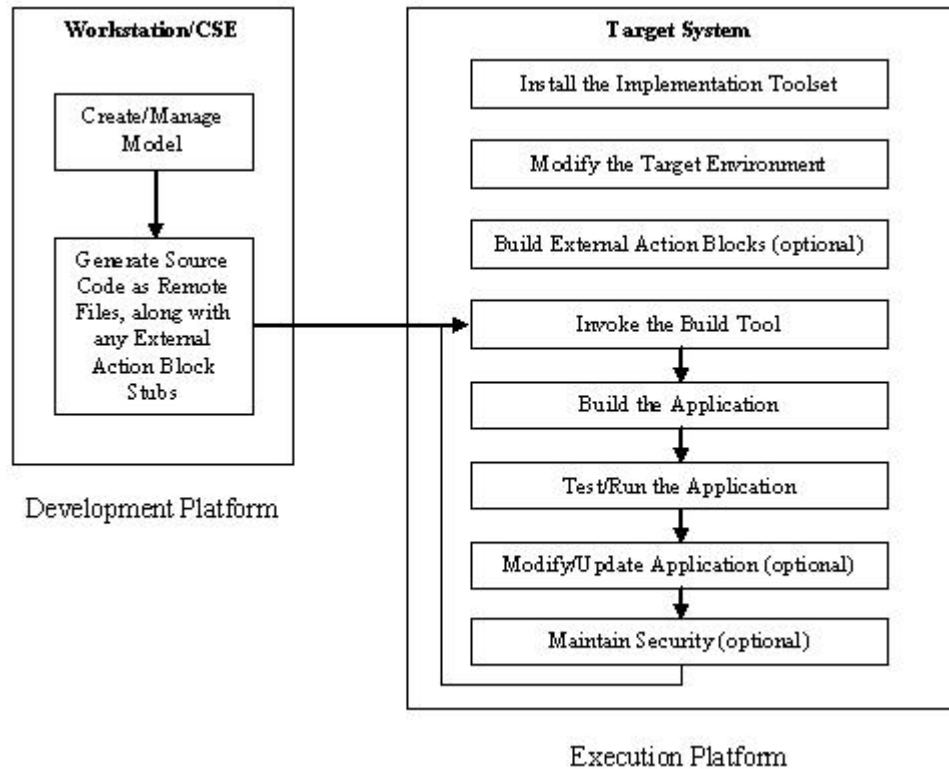 Workstation/CSE
Create/Manage
Model
Generate Source
Code as Remote
Files, along with
any External
Action Block
Stubs
Development Platform
Target System
Install the Implementation Toolset
Modify the Target Environment
Build External Action Blocks (optional)
Invoke the Build Tool
Build the Application
Test/Run the Application
Modify/Update Application (optional)
Maintain Security (optional)
Execution Platform